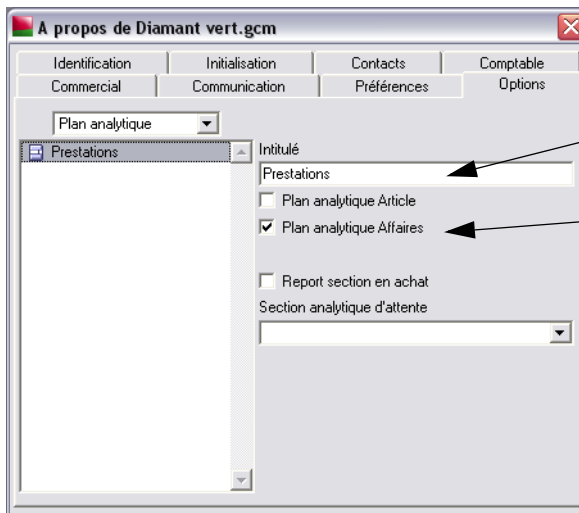 A propos de Diamant vert.gcm
Identification Initialisation Contacts Comptable
Commercial Communication Préférences Options
Plan analytique
Prestations
Intitulé
Prestations
Plan analytique Article
Plan analytique Affaires
Report section en achat
Section analytique d'attente